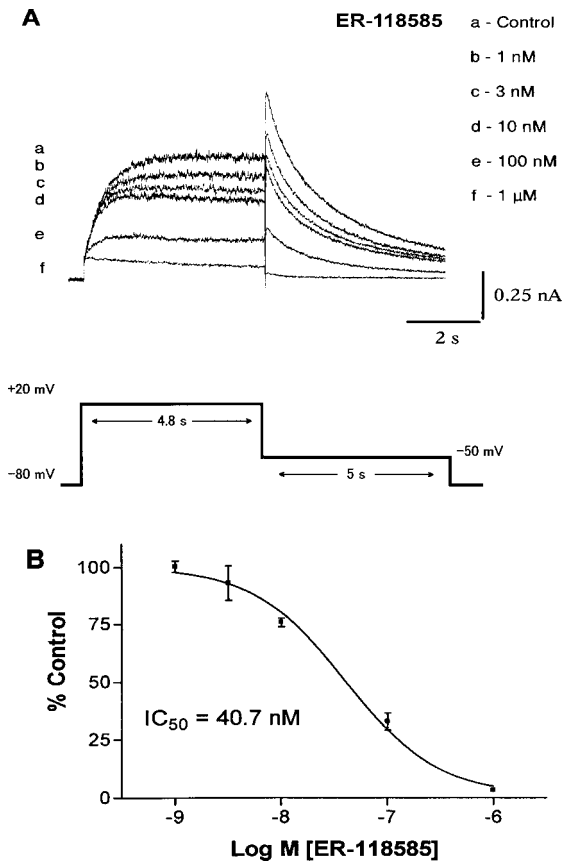 A
ER-118585
a - Control
b - 1 nM
c - 3 nM
d - 10 nM
e - 100 nM
f - 1 µM
a
b
c
d
e
f
0.25 nA
2 s
+20 mV
4.8 s
−50 mV
−80 mV
5 s
B
100
75
50
25
0
% Control
IC50 = 40.7 nM
-9
-8
-7
-6
Log M [ER-118585]